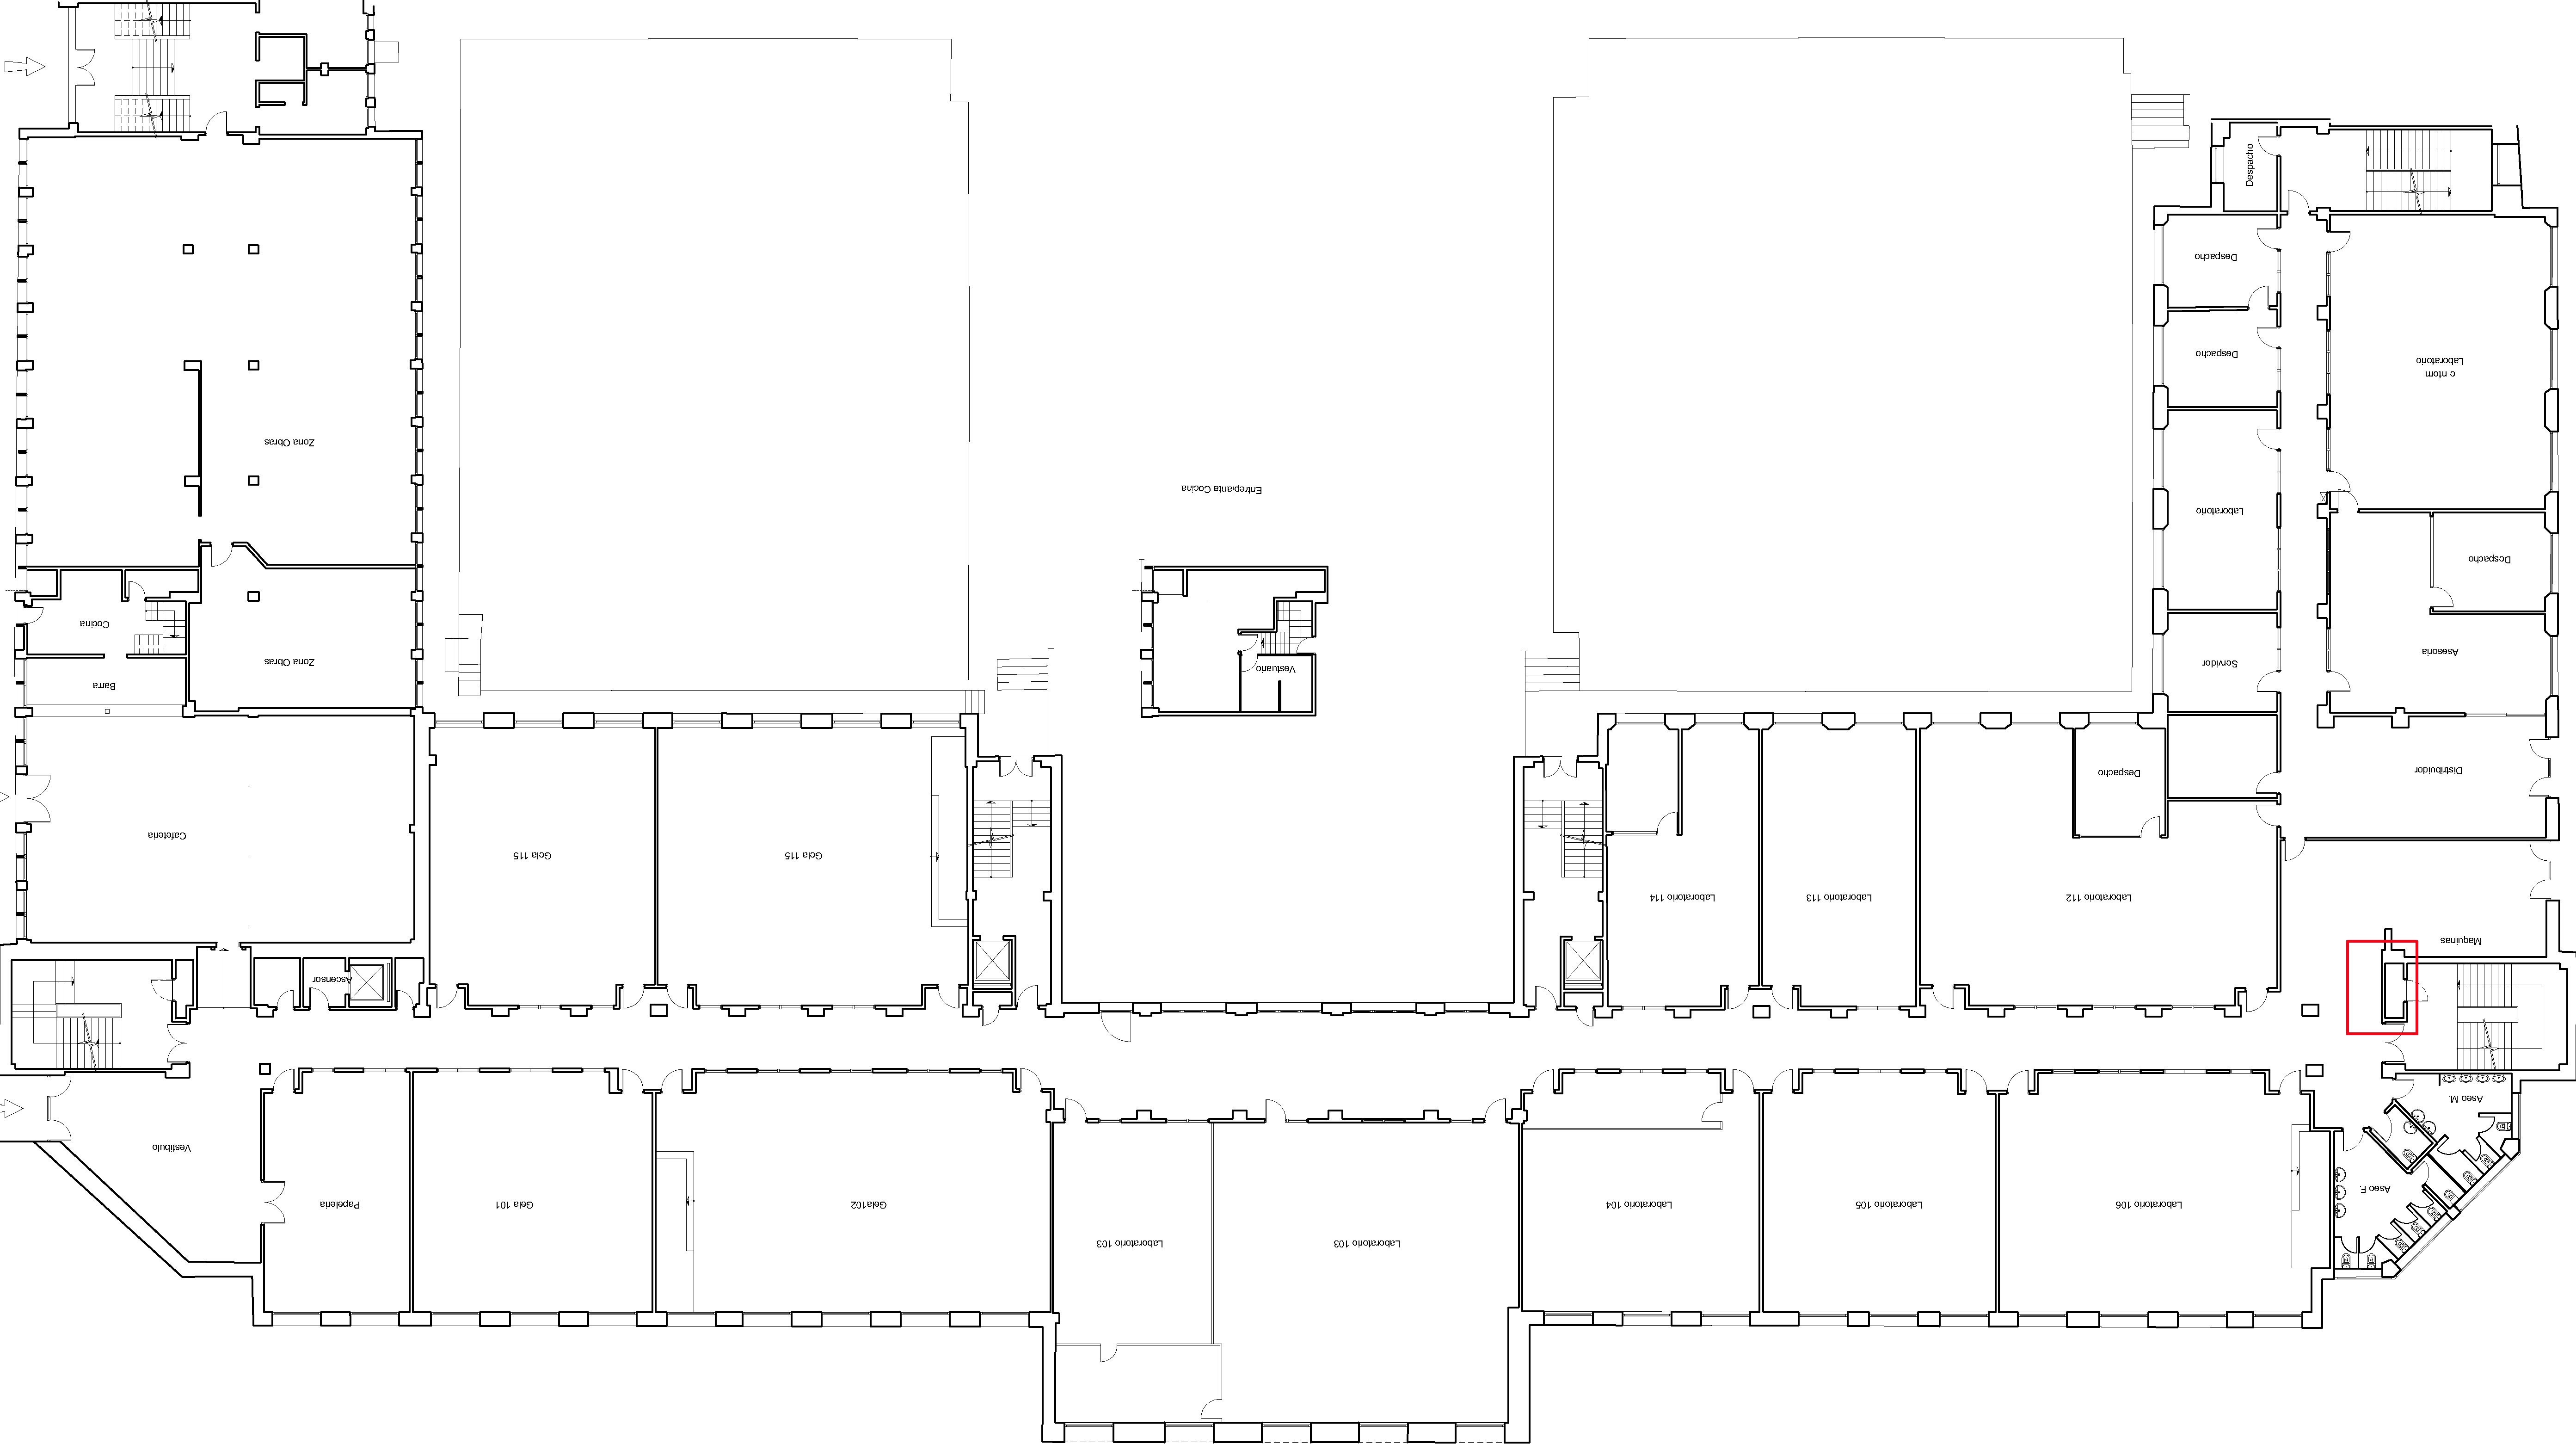 Despacho
Despacho
Laboratorio
e-ntorn
Despacho
Zona Obras
Entreplanta Cocina
Laboratorio
Despacho
Cocina
Zona Obras
Vestuario
Servidor
Asesoria
Barra
Despacho
Distribuidor
Cafeteria
Gela 115
Gela 115
Laboratorio 114
Laboratorio 113
Laboratorio 112
Maquinas
Ascensor
Aseo M.
Vestibulo
Aseo F.
Papeleria
Gela 101
Gela102
Laboratorio 104
Laboratorio 105
Laboratorio 106
Laboratorio 103
Laboratorio 103